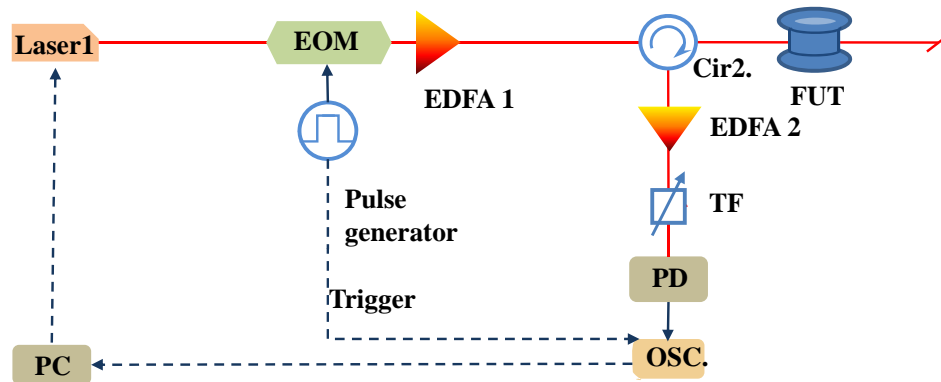 Laser1
EOM
EDFA 1
Cir2.
FUT
EDFA 2
TF
Pulse
generator
PD
Trigger
PC
OSC.